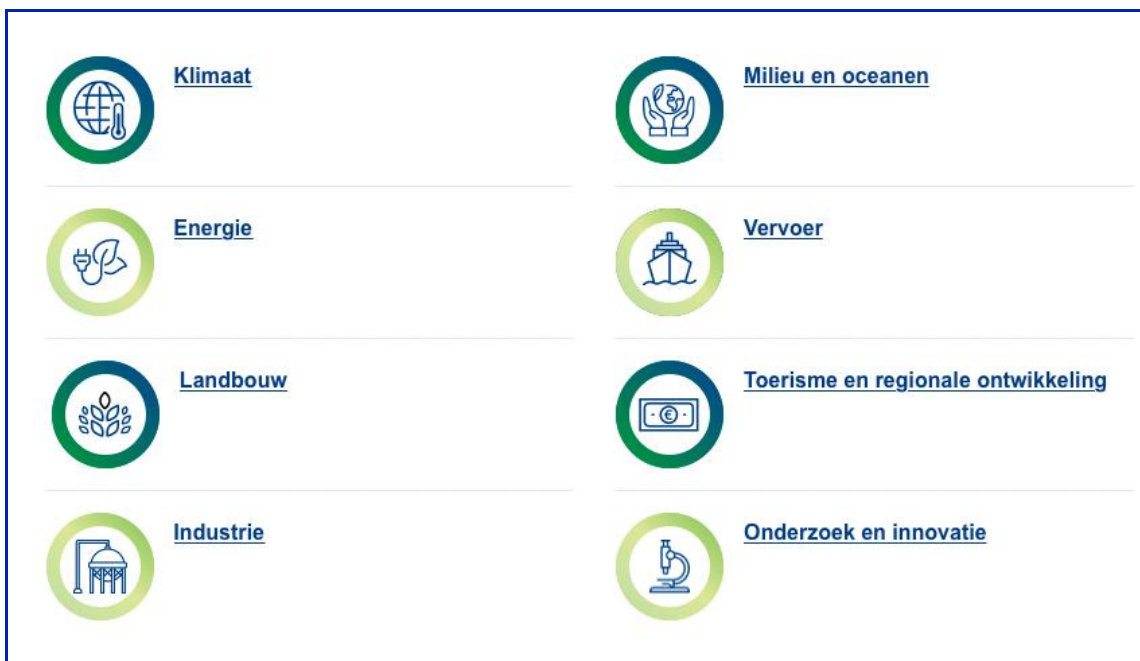 Klimaat
Milieu en oceanen
Energie
Vervoer
Landbouw
Toerisme en regionale ontwikkeling
€
Industrie
Onderzoek en innovatie